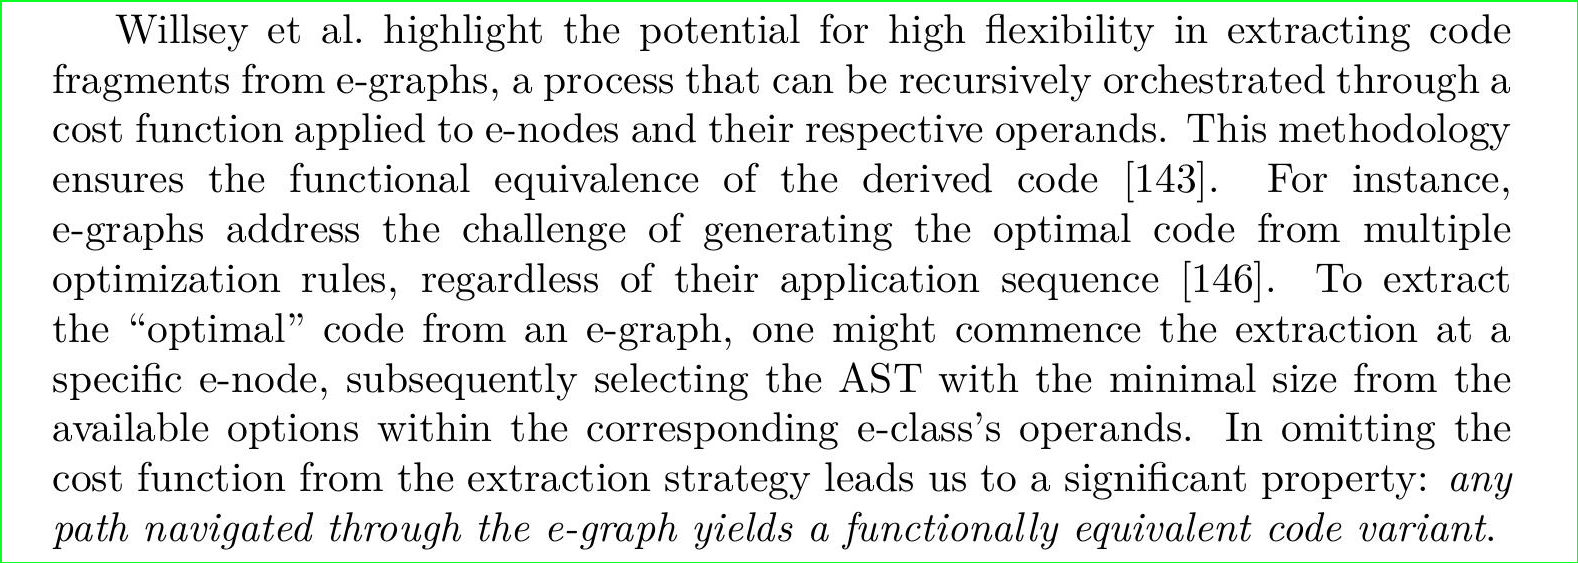 Willsey et al. highlight the potential for high flexibility in extracting code
fragments from e-graphs, a process that can be recursively orchestrated through a
cost function applied to e-nodes and their respective operands. This methodology
ensures the functional equivalence of the derived code [143]. For instance,
e-graphs address the challenge of generating the optimal code from multiple
optimization rules, regardless of their application sequence [146]. To extract
the “optimal” code from an e-graph, one might commence the extraction at a
specific e-node, subsequently selecting the AST with the minimal size from the
available options within the corresponding e-class’s operands. In omitting the
cost function from the extraction strategy leads us to a significant property: any
path navigated through the e-graph yields a functionally equivalent code variant.